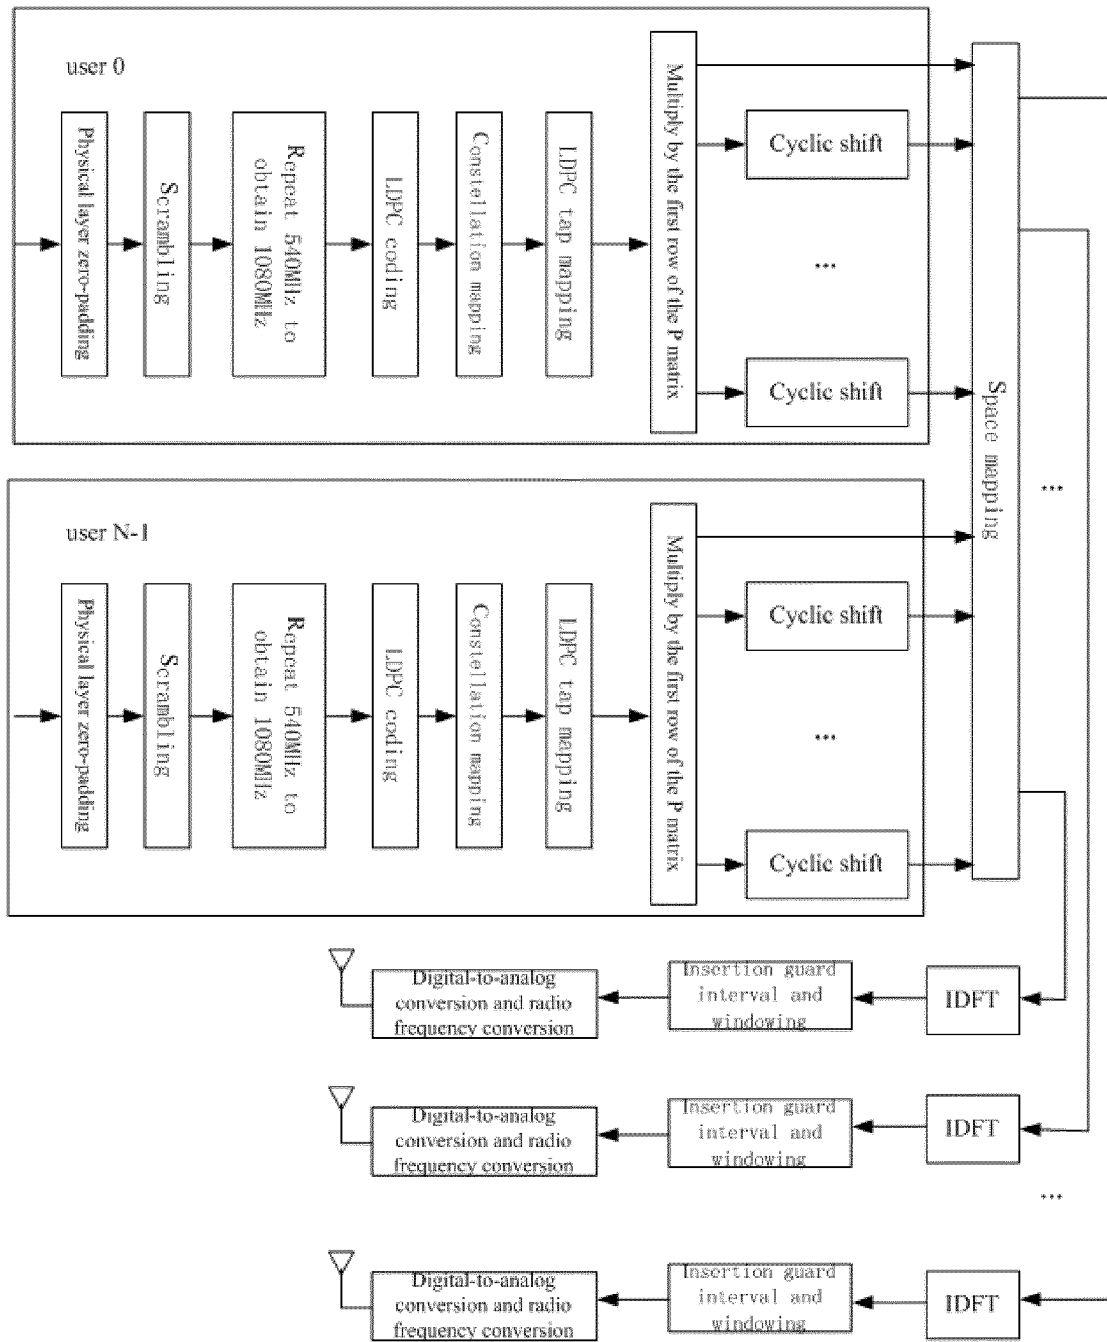 user 0
Physical layer zero-padding
Scrambling
Repeat 540MHz to
obtain 1080MHz
LDPC coding
Constellation mapping
LDPC tap mapping
Multiply by the first row of the P matrix
Cyclic shift
...
Cyclic shift
Space mapping
...
user N-1
Physical layer zero-padding
Scrambling
Repeat 540MHz to
obtain 1080MHz
LDPC coding
Constellation mapping
LDPC tap mapping
Multiply by the first row of the P matrix
Cyclic shift
...
Cyclic shift
Digital-to-analog
conversion and radio
frequency conversion
Insertion guard
interval and
windowing
IDFT
Digital-to-analog
conversion and radio
frequency conversion
Insertion guard
interval and
windowing
IDFT
...
Digital-to-analog
conversion and radio
frequency conversion
Insertion guard
interval and
windowing
IDFT